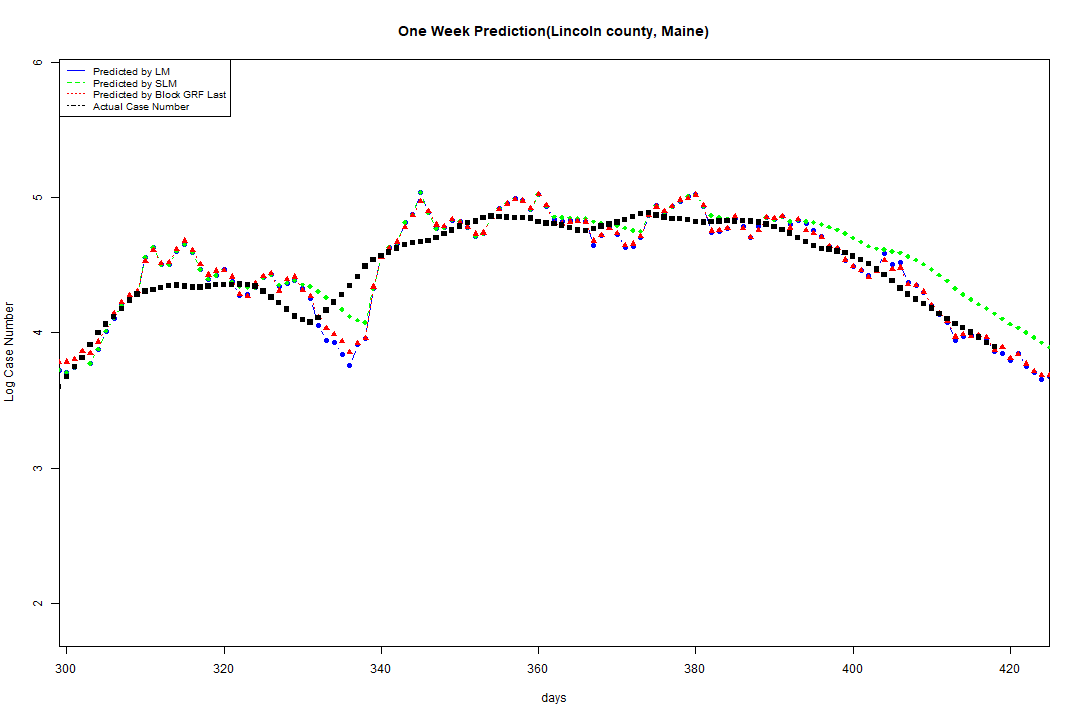 One Week Prediction(Lincoln county, Maine)
Predicted by LM
Predicted by SLM
Predicted by Block GRF Last
Actual Case Number
6
5
4
3
2
Log Case Number
300 320 340 360 380 400 420
days